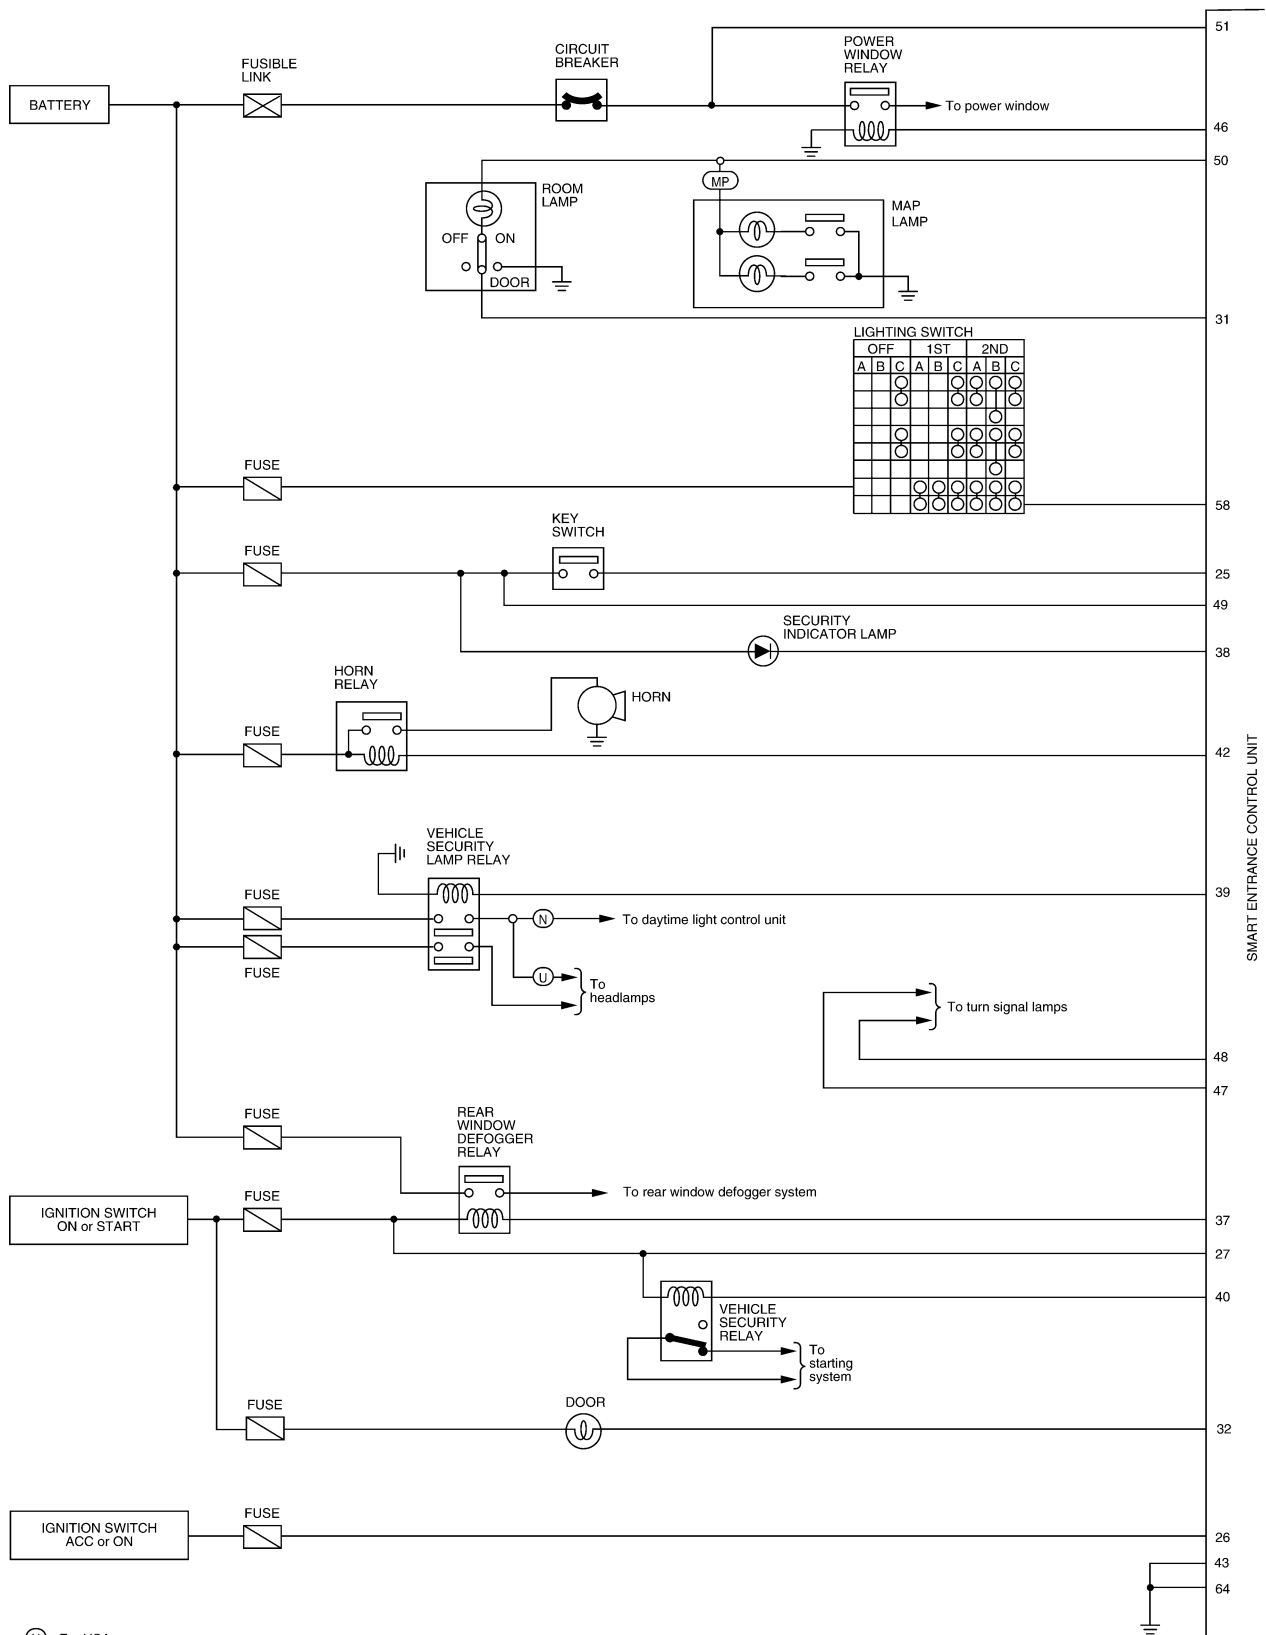 51
POWER
WINDOW
RELAY
CIRCUIT
BREAKER
FUSIBLE
LINK
BATTERY
To power window
46
50
MP
ROOM
LAMP
MAP
LAMP
OFF ON
DOOR
31
LIGHTING SWITCH
OFF 1ST 2ND
A B C A B C A B C
FUSE
58
KEY
SWITCH
FUSE
25
49
SECURITY
INDICATOR LAMP
38
HORN
RELAY
HORN
FUSE
42
SMART ENTRANCE CONTROL UNIT
VEHICLE
SECURITY
LAMP RELAY
39
FUSE
N To daytime light control unit
FUSE
U To
headlamps
To turn signal lamps
48
47
FUSE
REAR
WINDOW
DEFOGGER
RELAY
To rear window defogger system
FUSE
IGNITION SWITCH
ON or START
37
27
40
VEHICLE
SECURITY
RELAY
To
starting
system
FUSE
DOOR
32
FUSE
IGNITION SWITCH
ACC or ON
26
43
64